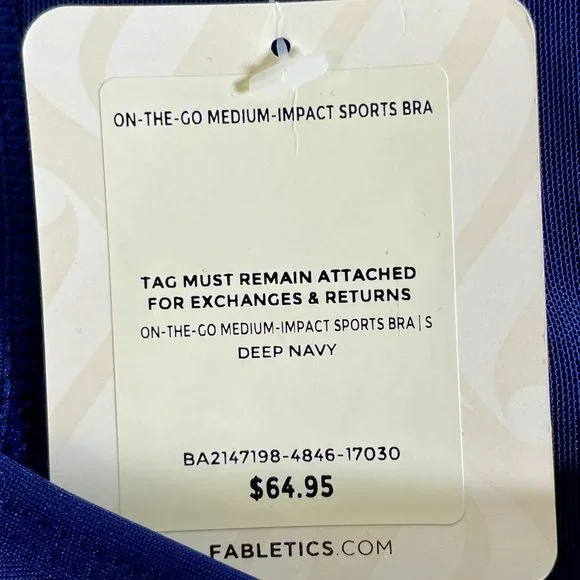 ON-THE-GO MEDIUM-IMPACT SPORTS BRA
TAG MUST REMAIN ATTACHED
FOR EXCHANGES & RETURNS
ON-THE-GO MEDIUM-IMPACT SPORTS BRA | S
DEEP NAVY
BA2147198-4846-17030
$64.95
FABLETICS.COM